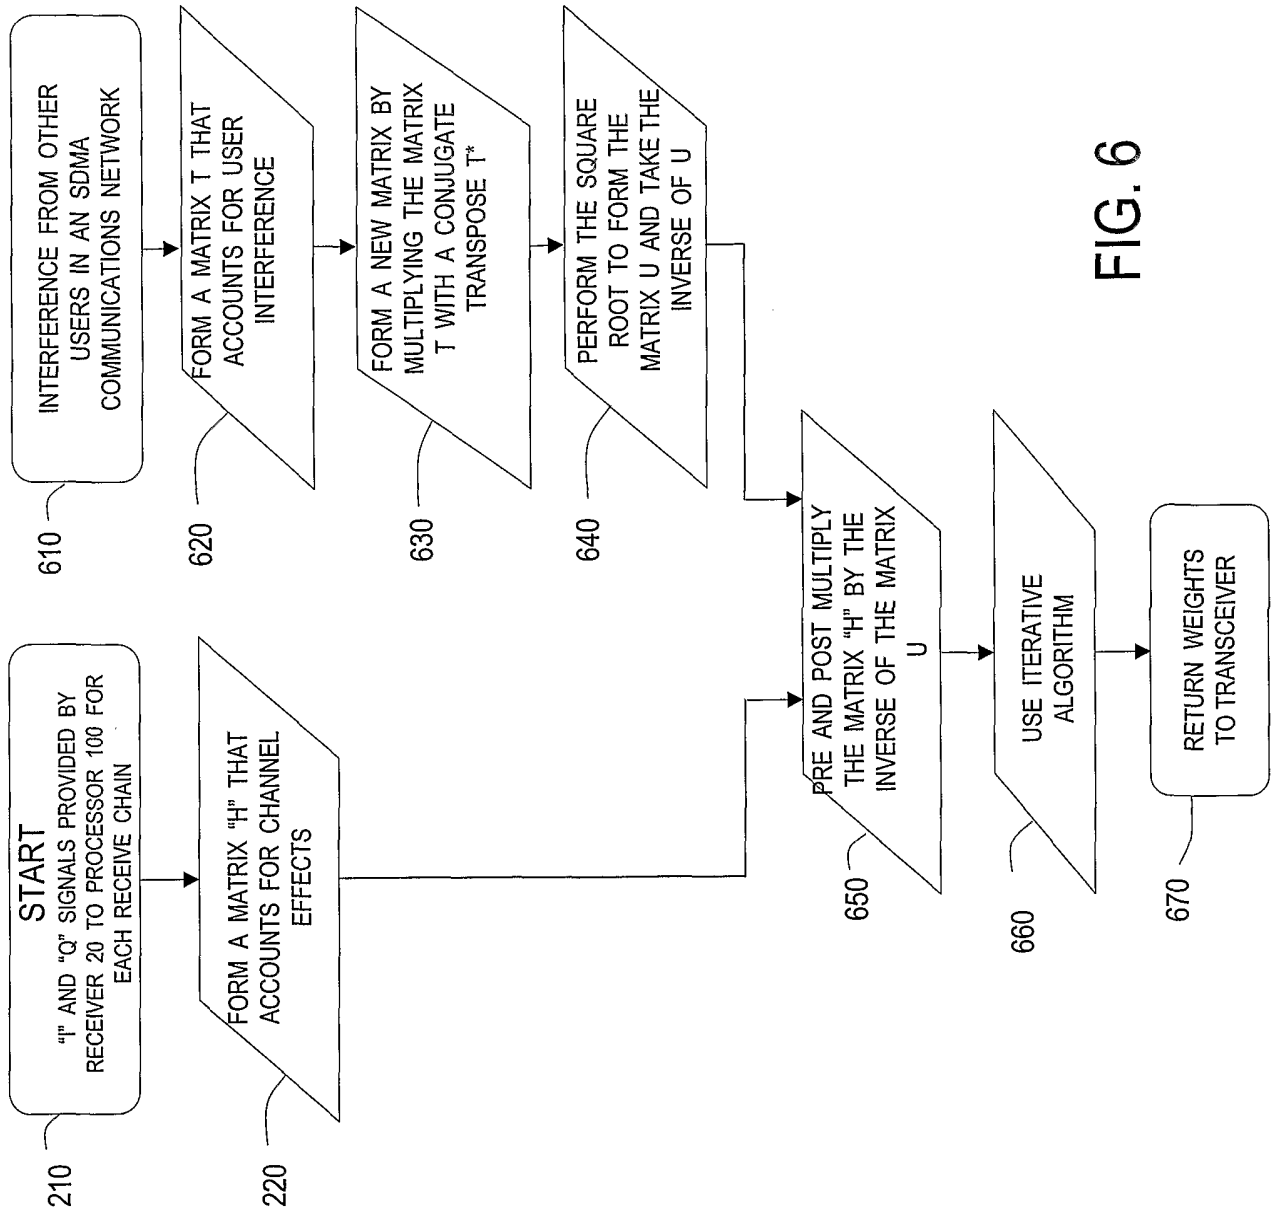 START
"I" AND "Q" SIGNALS PROVIDED BY
RECEIVER 20 TO PROCESSOR 100 FOR
EACH RECEIVE CHAIN
210
FORM A MATRIX "H" THAT
ACCOUNTS FOR CHANNEL
EFFECTS
220
INTERFERENCE FROM OTHER
USERS IN AN SDMA
COMMUNICATIONS NETWORK
610
FORM A MATRIX T THAT
ACCOUNTS FOR USER
INTERFERENCE
620
FORM A NEW MATRIX BY
MULTIPLYING THE MATRIX
T WITH A CONJUGATE
TRANSPOSE T*
630
PERFORM THE SQUARE
ROOT TO FORM THE
MATRIX U AND TAKE THE
INVERSE OF U
640
PRE AND POST MULTIPLY
THE MATRIX "H" BY THE
INVERSE OF THE MATRIX
U
650
USE ITERATIVE
ALGORITHM
660
RETURN WEIGHTS
TO TRANSCEIVER
670
FIG. 6